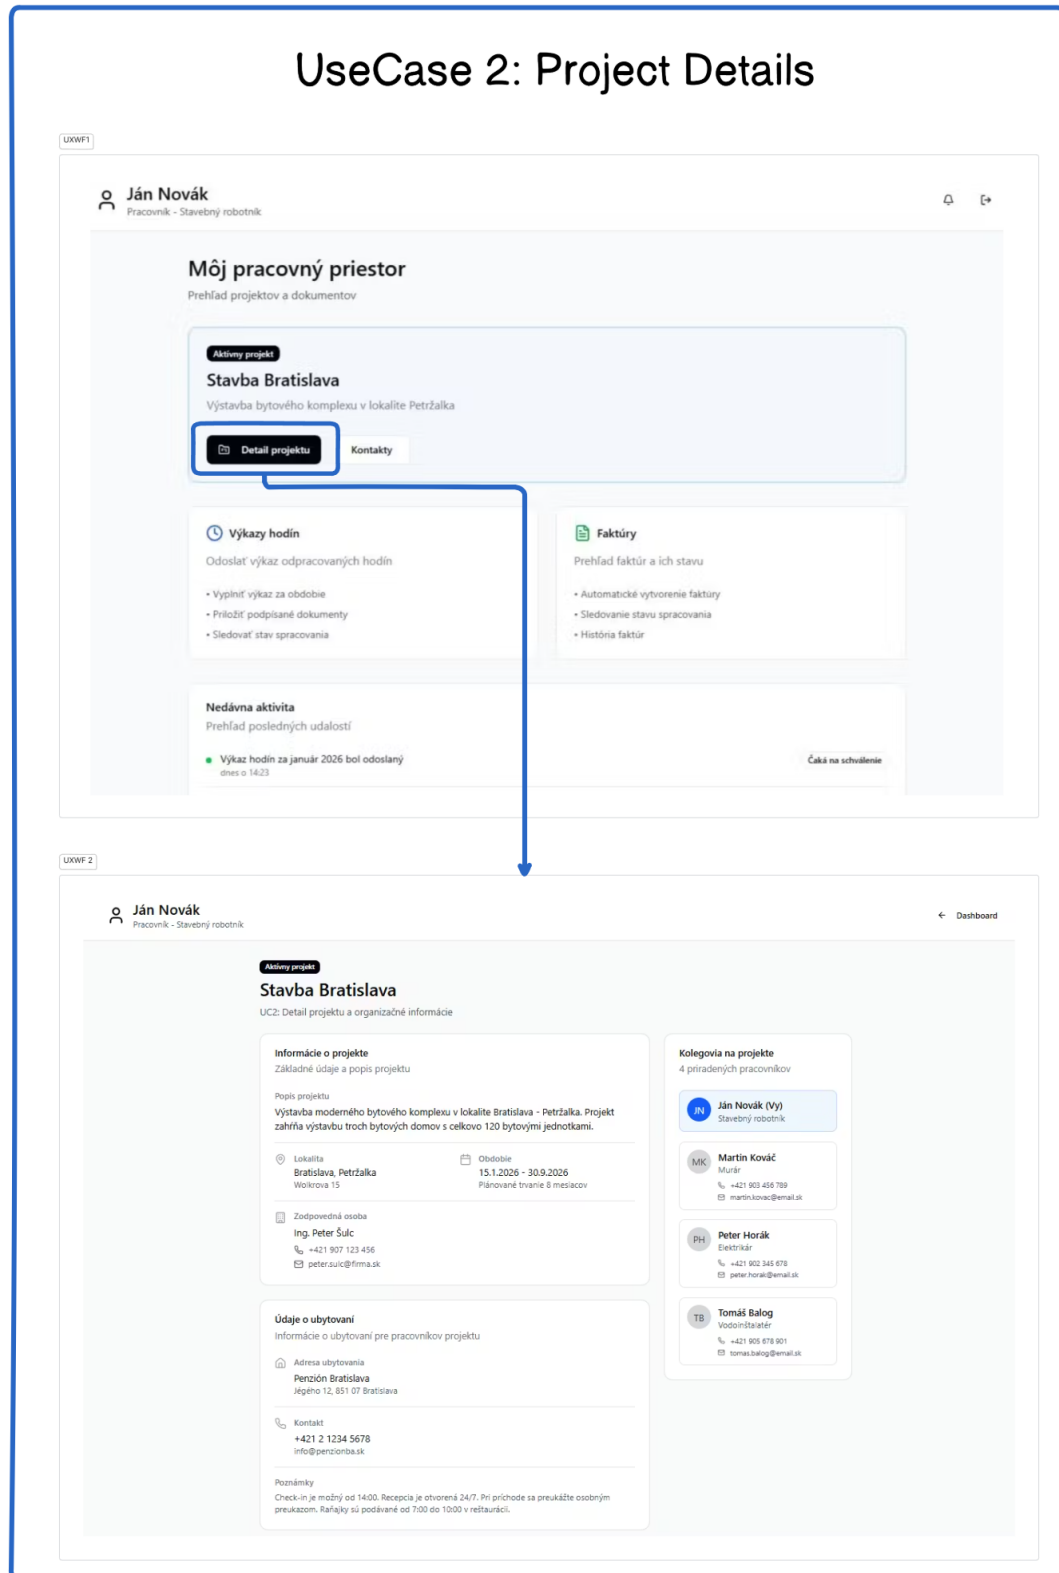 UseCase 2: Project Details
UXWF1
Ján Novák
Pracovník - Stavebný robotník
Môj pracovný priestor
Prehľad projektov a dokumentov
Aktívny projekt
Stavba Bratislava
Výstavba bytového komplexu v lokalite Petržalka
Detail projektu
Kontakty
Výkazy hodín
Odoslať výkaz odpracovaných hodín
• Vyplniť výkaz za obdobie
• Priložiť podpísané dokumenty
• Sledovať stav spracovania
Faktúry
Prehľad faktúr a ich stavu
• Automatické vytvorenie faktúry
• Sledovanie stavu spracovania
• História faktúr
Nedávna aktivita
Prehľad posledných udalostí
Výkaz hodín za január 2026 bol odoslaný
dnes o 14:23
Čaká na schválenie
UXWF 2
Ján Novák
Pracovník - Stavebný robotník
Dashboard
Aktívny projekt
Stavba Bratislava
UC2: Detail projektu a organizačné informácie
Informácie o projekte
Základné údaje a popis projektu
Popis projektu
Výstavba moderného bytového komplexu v lokalite Bratislava - Petržalka. Projekt
zahŕňa výstavbu troch bytových domov s celkovo 120 bytovými jednotkami.
Lokalita
Bratislava, Petržalka
Wolkrova 15
Obdobie
15.1.2026 - 30.9.2026
Plánované trvanie 8 mesiacov
Zodpovedná osoba
Ing. Peter Šulc
+421 907 123 456
peter.sulc@firma.sk
Údaje o ubytovaní
Informácie o ubytovaní pre pracovníkov projektu
Adresa ubytovania
Penzión Bratislava
Jégého 12, 851 07 Bratislava
Kontakt
+421 2 1234 5678
info@penzionba.sk
Poznámky
Check-in je možný od 14:00. Recepcia je otvorená 24/7. Pri príchode sa preukážte osobným
preukazom. Raňajky sú podávané od 7:00 do 10:00 v reštaurácii.
Kolegovia na projekte
4 priradených pracovníkov
JN
Ján Novák (Vy)
Stavebný robotník
MK
Martin Kováč
Murár
+421 903 456 789
martin.kovac@email.sk
PH
Peter Horák
Elektrikár
+421 902 345 678
peter.horak@email.sk
TB
Tomáš Balog
Vodoinštalatér
+421 905 678 901
tomas.balog@email.sk